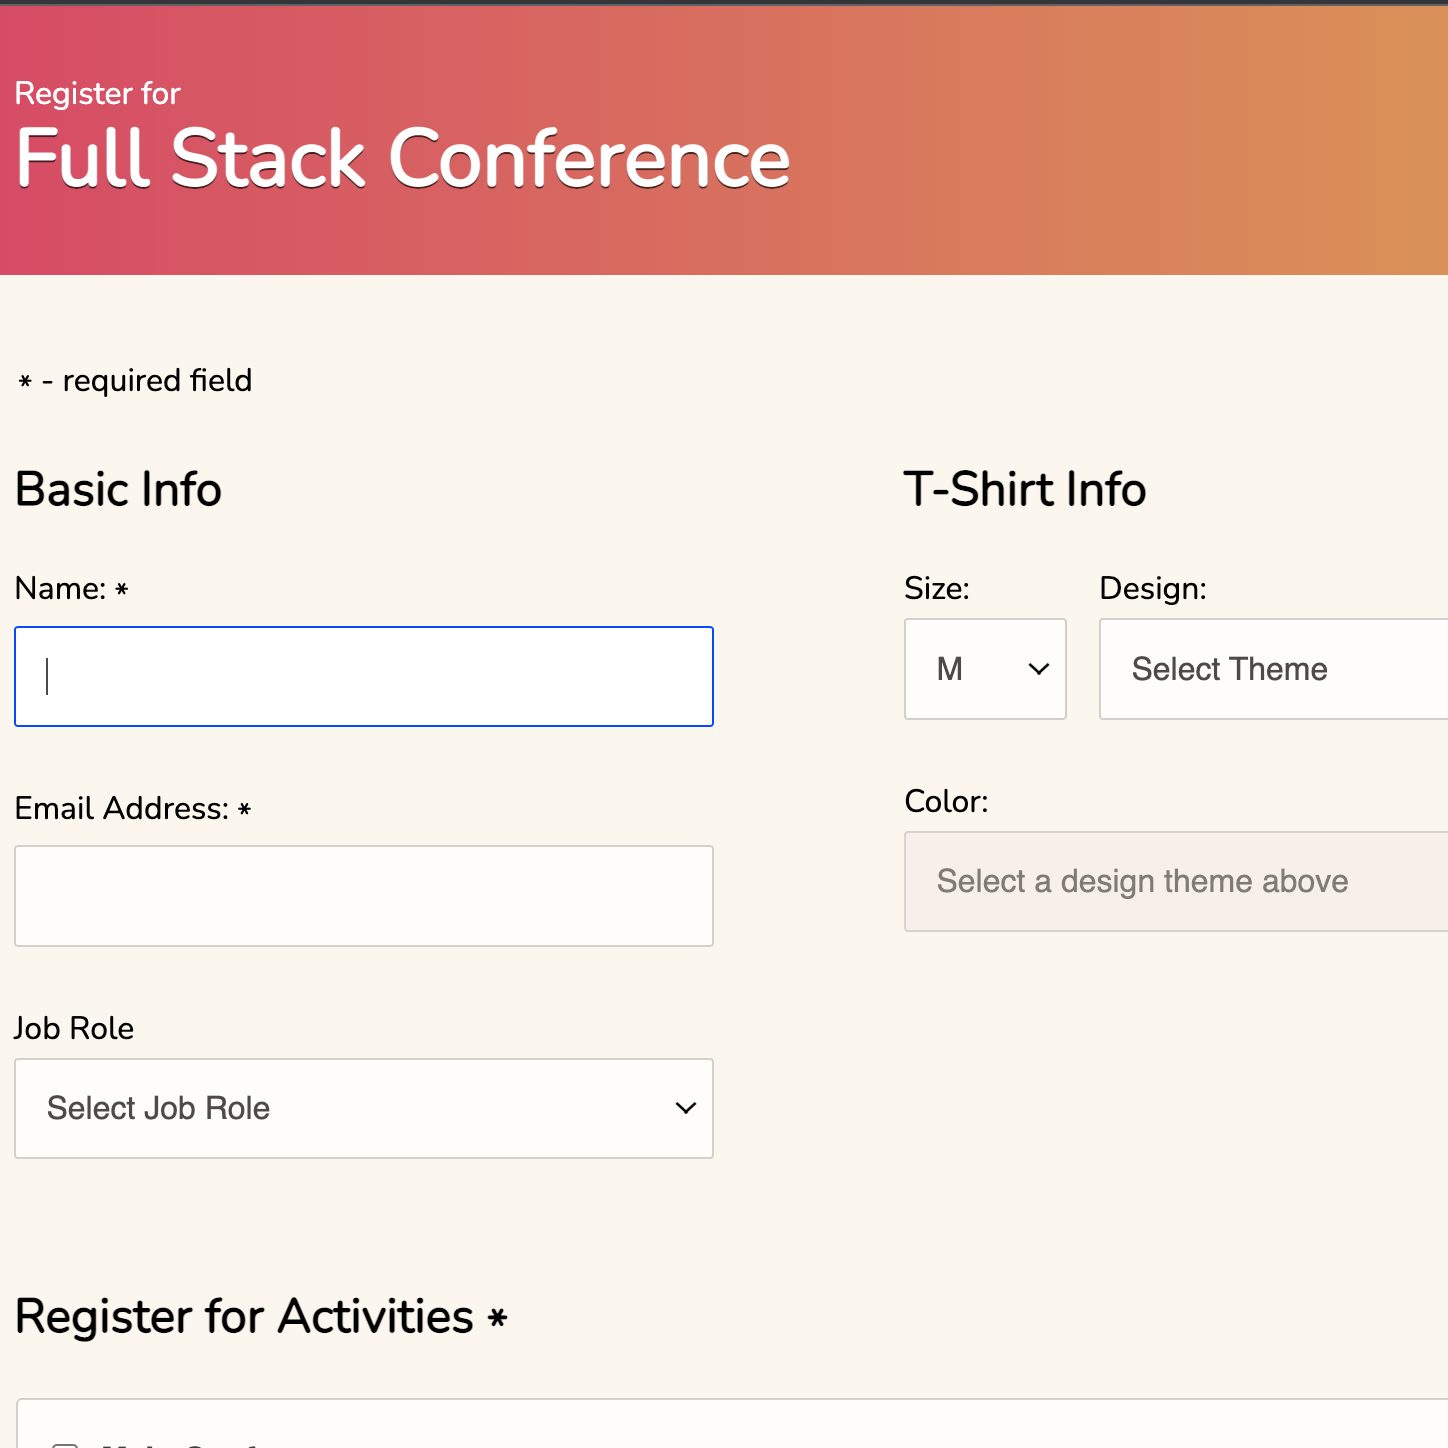 Register for
Full Stack Conference
* - required field
Basic Info
Name: *
Email Address: *
Job Role
Select Job Role
T-Shirt Info
Size:
M
Design:
Select Theme
Color:
Select a design theme above
Register for Activities *